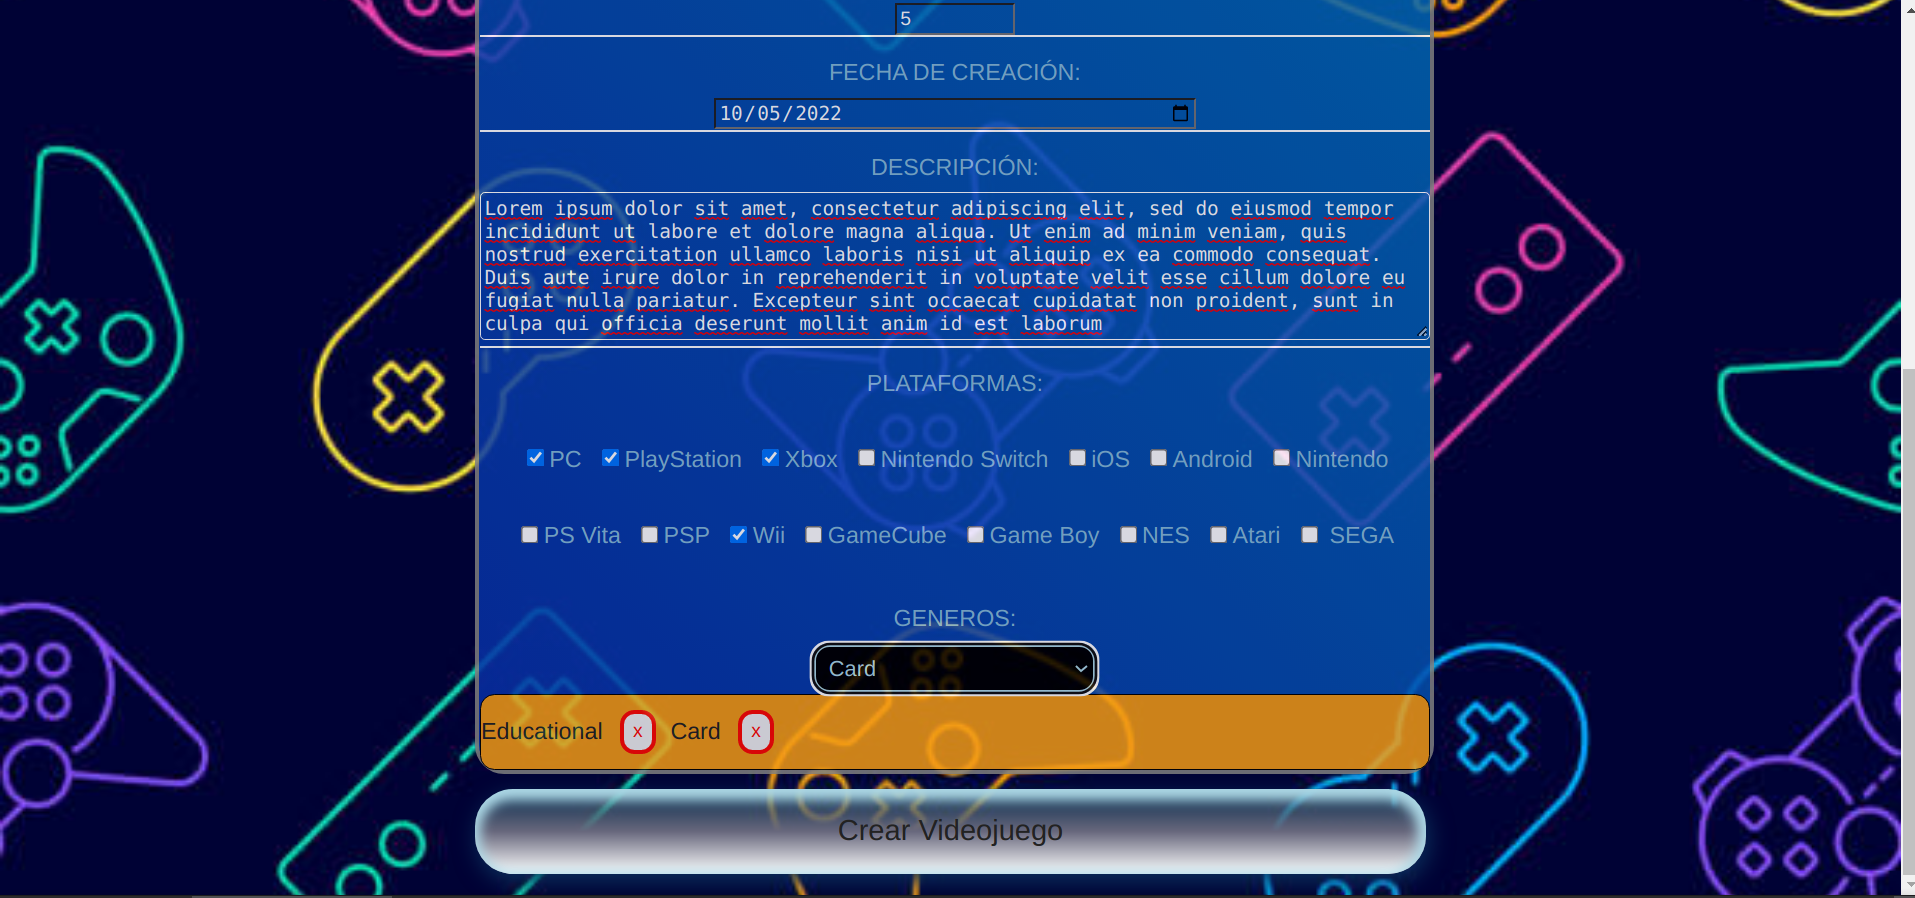 5
FECHA DE CREACIÓN:
10/05/2022
DESCRIPCIÓN:
Lorem ipsum dolor sit amet, consectetur adipiscing elit, sed do eiusmod tempor
incididunt ut labore et dolore magna aliqua. Ut enim ad minim veniam, quis
nostrud exercitation ullamco laboris nisi ut aliquip ex ea commodo consequat.
Duis aute irure dolor in reprehenderit in voluptate velit esse cillum dolore eu
fugiat nulla pariatur. Excepteur sint occaecat cupidatat non proident, sunt in
culpa qui officia deserunt mollit anim id est laborum
PLATAFORMAS:
PC PlayStation Xbox Nintendo Switch iOS Android Nintendo
PS Vita PSP Wii GameCube Game Boy NES Atari SEGA
GENEROS:
Card
Educational x Card x
Crear Videojuego